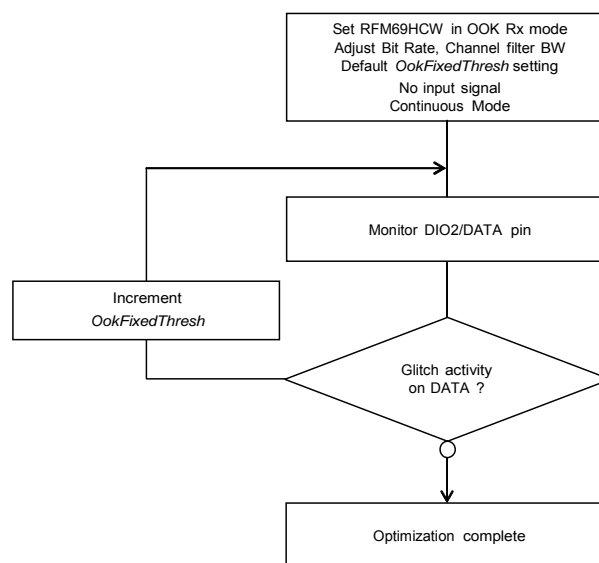 Set RFM69HCW in OOK Rx mode
Adjust Bit Rate, Channel filter BW
Default OokFixedThresh setting
No input signal
Continuous Mode
Monitor DIO2/DATA pin
Increment
OokFixedThresh
Glitch activity
on DATA ?
Optimization complete